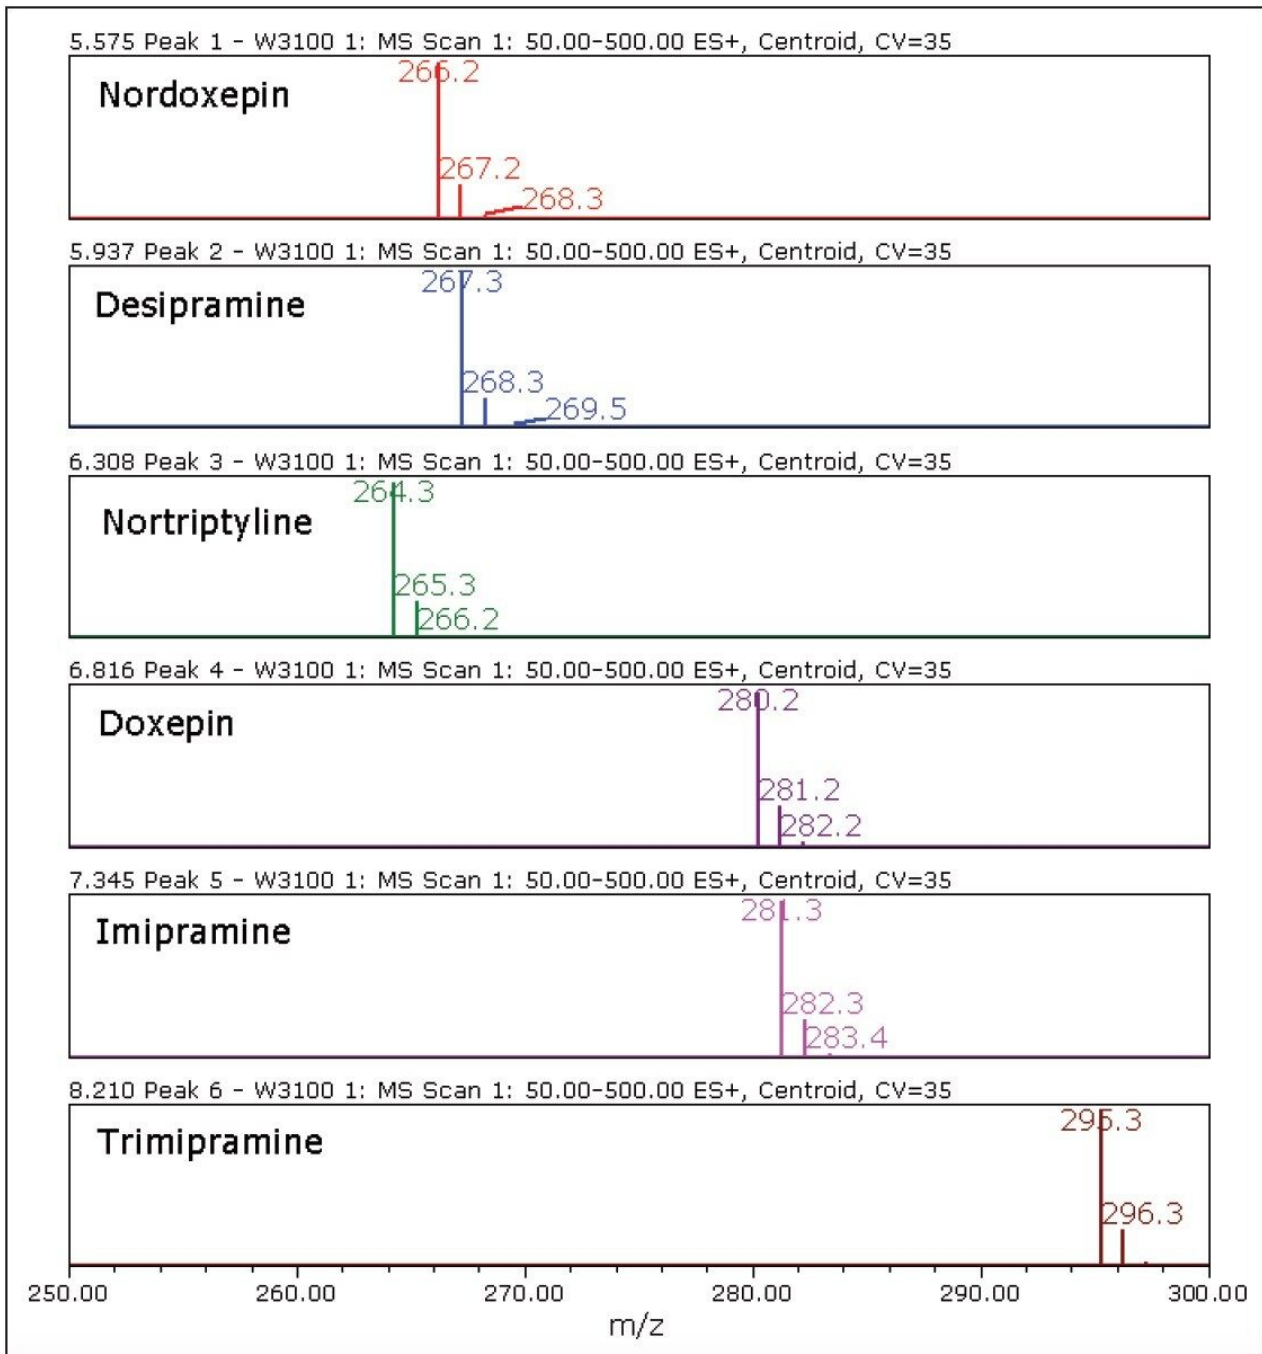 5.575 Peak 1 - W3100 1: MS Scan 1: 50.00-500.00 ES+, Centroid, CV=35
266.2
Nordoxepin
267.2
268.3
5.937 Peak 2 - W3100 1: MS Scan 1: 50.00-500.00 ES+, Centroid, CV=35
267.3
Desipramine
268.3
269.5
6.308 Peak 3 - W3100 1: MS Scan 1: 50.00-500.00 ES+, Centroid, CV=35
264.3
Nortriptyline
265.3
266.2
6.816 Peak 4 - W3100 1: MS Scan 1: 50.00-500.00 ES+, Centroid, CV=35
280.2
Doxepin
281.2
282.2
7.345 Peak 5 - W3100 1: MS Scan 1: 50.00-500.00 ES+, Centroid, CV=35
281.3
Imipramine
282.3
283.4
8.210 Peak 6 - W3100 1: MS Scan 1: 50.00-500.00 ES+, Centroid, CV=35
295.3
Trimipramine
296.3
250.00 260.00 270.00 280.00 290.00 300.00
m/z